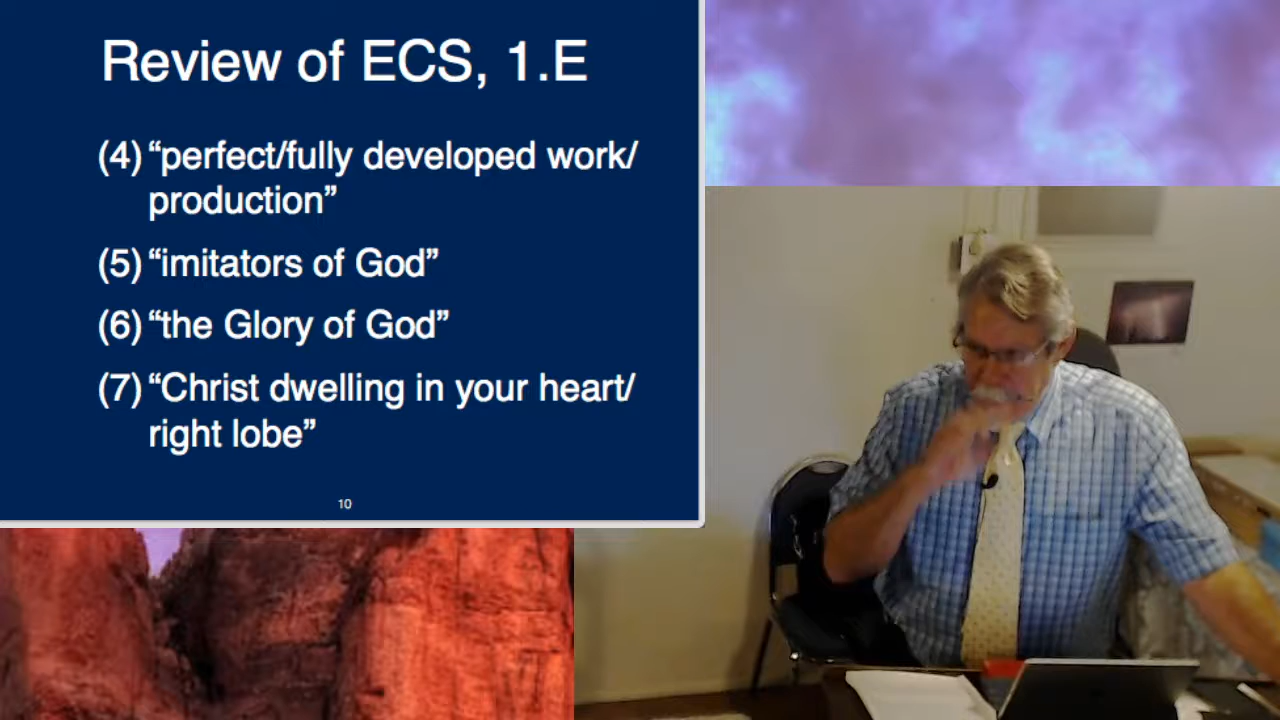 Review of ECS, 1.E
(4) “perfect/fully developed work/
production”
(5) “imitators of God”
(6) “the Glory of God”
(7) “Christ dwelling in your heart/
right lobe”
10